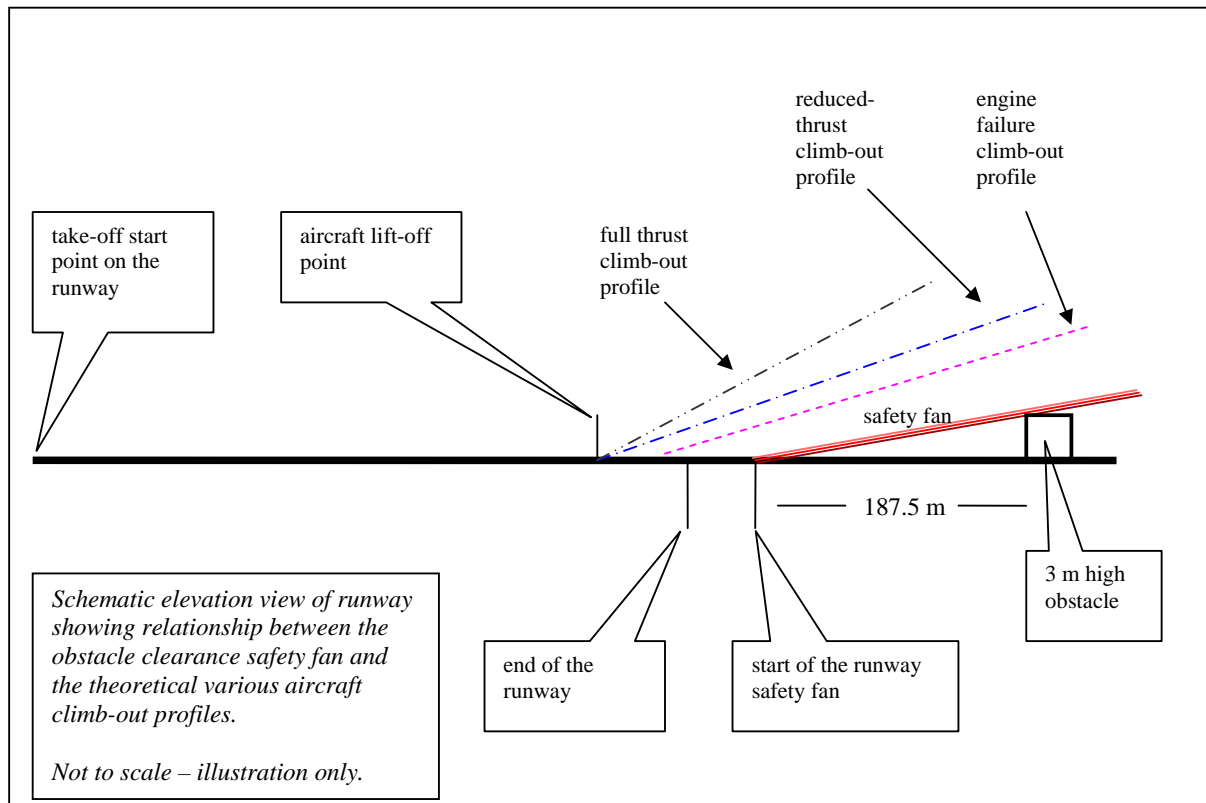 reduced-
thrust
climb-out
profile
engine
failure
climb-out
profile
take-off start
point on the
runway
aircraft lift-off
point
full thrust
climb-out
profile
safety fan
187.5 m
3 m high
obstacle
Schematic elevation view of runway
showing relationship between the
obstacle clearance safety fan and
the theoretical various aircraft
climb-out profiles.
Not to scale – illustration only.
end of the
runway
start of the runway
safety fan